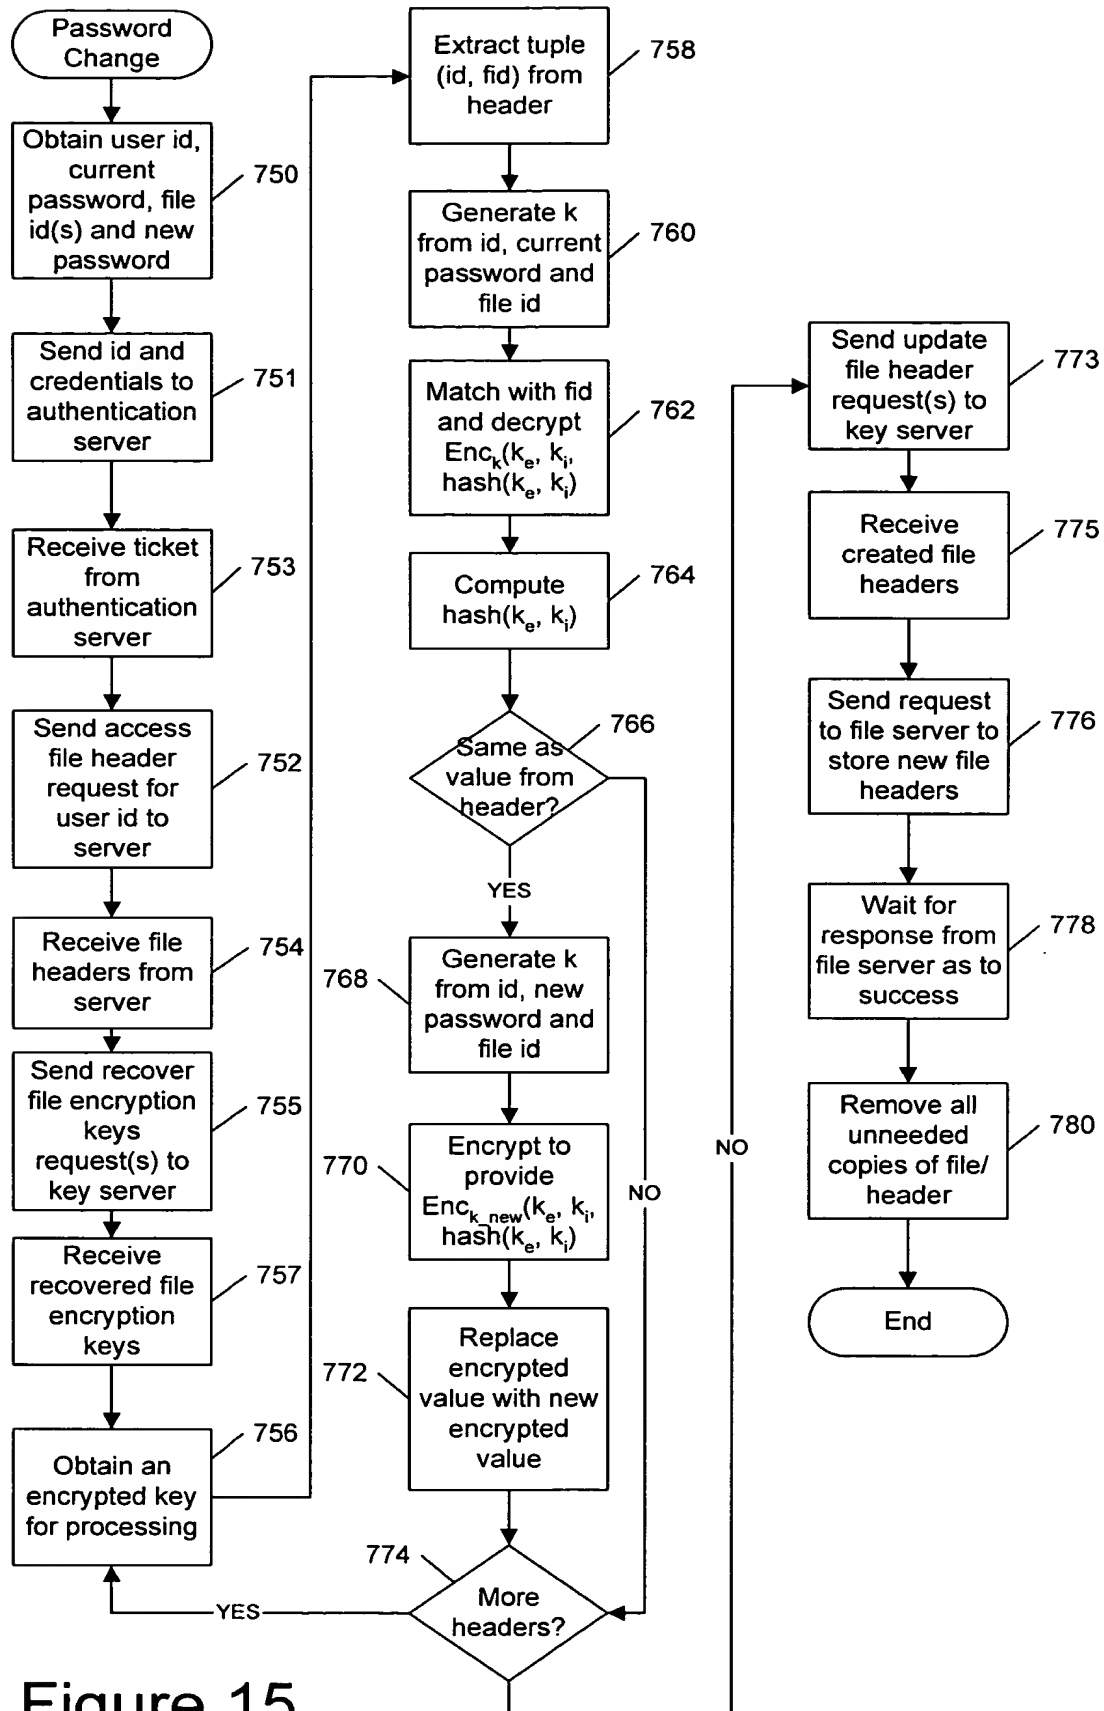 Password
Change
Obtain user id,
current
password, file
id(s) and new
password
750
Send id and
credentials to
authentication
server
751
Receive ticket
from
authentication
server
753
Send access
file header
request for
user id to
server
752
Receive file
headers from
server
754
Send recover
file encryption
keys
request(s) to
key server
755
Receive
recovered file
encryption
keys
757
Obtain an
encrypted key
for processing
756
Extract tuple
(id, fid) from
header
758
Generate k
from id, current
password and
file id
760
Match with fid
and decrypt
Enck(ke, ki,
hash(ke, ki)
762
Compute
hash(ke, ki)
764
Same as
value from
header?
766
YES
NO
Generate k
from id, new
password and
file id
768
Encrypt to
provide
Enck_new(ke, ki,
hash(ke, ki)
770
Replace
encrypted
value with new
encrypted
value
772
More
headers?
774
YES
NO
Send update
file header
request(s) to
key server
773
Receive
created file
headers
775
Send request
to file server to
store new file
headers
776
Wait for
response from
file server as to
success
778
Remove all
unneeded
copies of file/
header
780
End
Figure 15